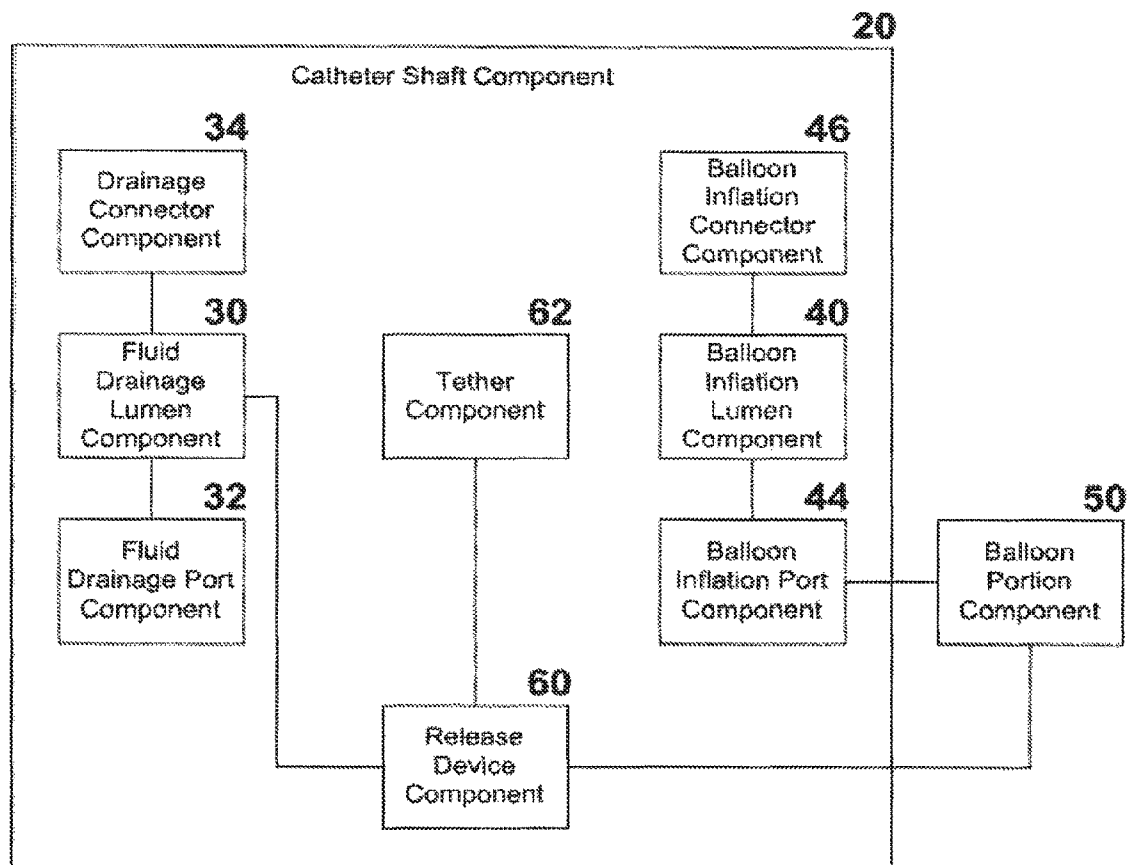 20
Catheter Shaft Component
34
Drainage
Connector
Component
46
Balloon
Inflation
Connector
Component
30
Fluid
Drainage
Lumen
Component
62
Tether
Component
40
Balloon
Inflation
Lumen
Component
32
Fluid
Drainage Port
Component
44
Balloon
Inflation Port
Component
50
Balloon
Portion
Component
60
Release
Device
Component